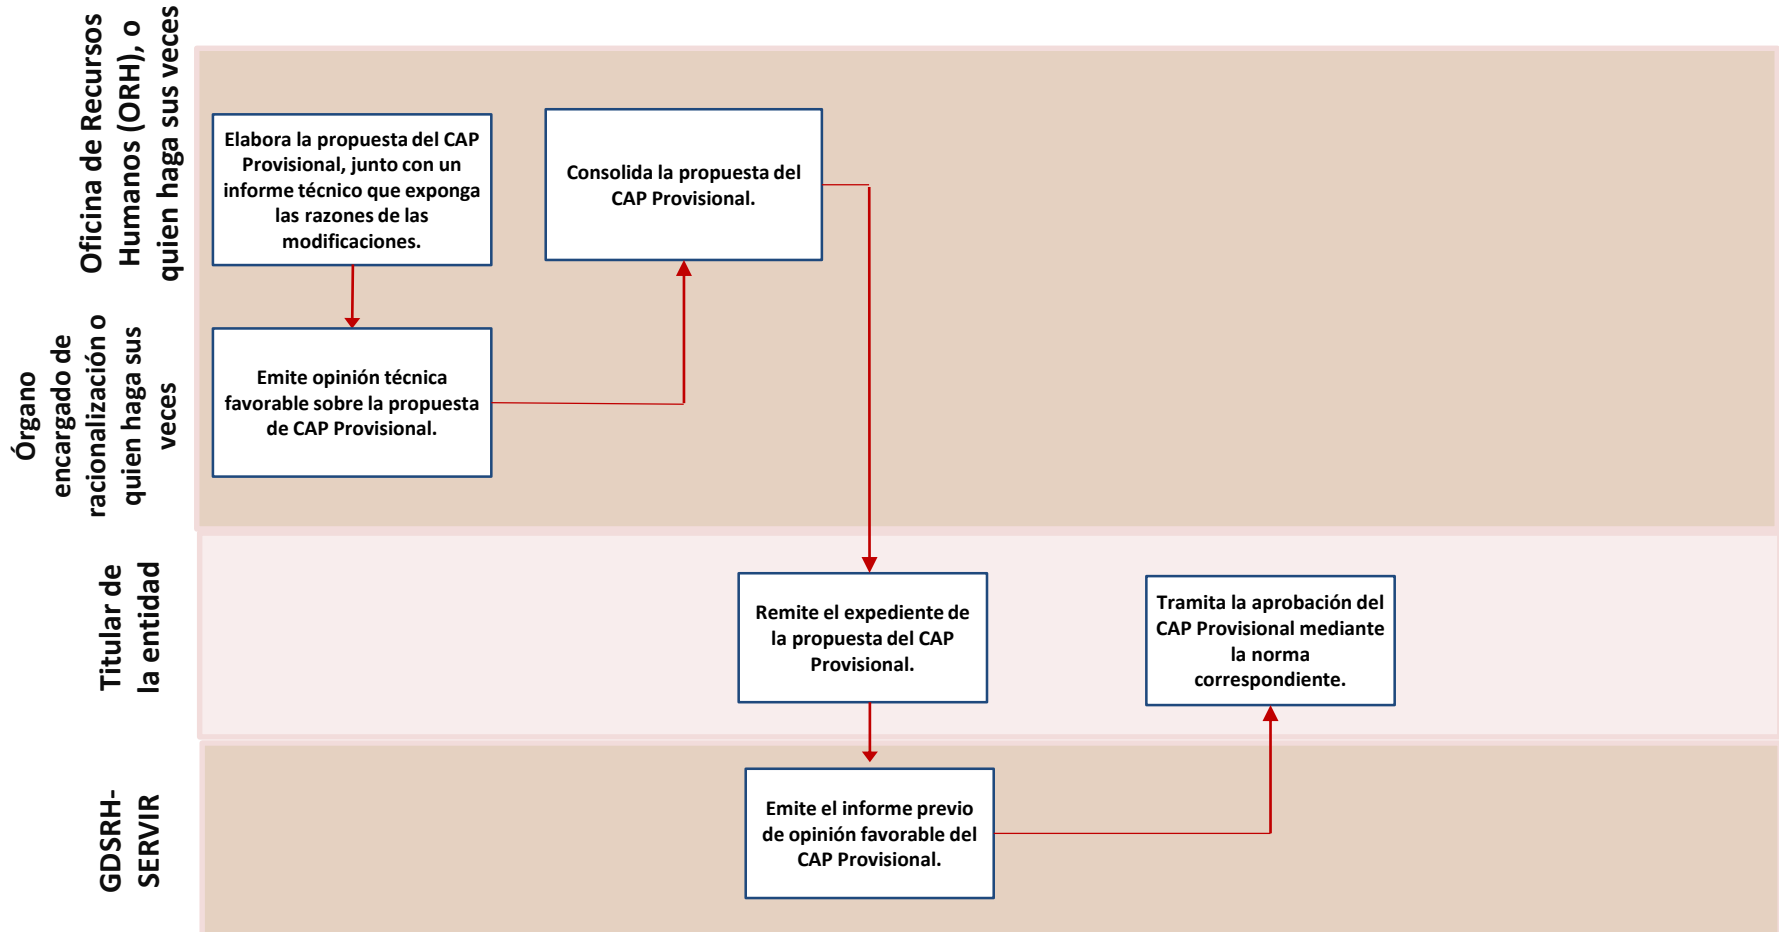 Oficina de Recursos
Humanos (ORH), o
quien haga sus veces
Elabora la propuesta del CAP
Provisional, junto con un
informe técnico que exponga
las razones de las
modificaciones.
Consolida la propuesta del
CAP Provisional.
Órgano
encargado de
racionalización o
quien haga sus
veces
Emite opinión técnica
favorable sobre la propuesta
de CAP Provisional.
Titular de
la entidad
Remite el expediente de
la propuesta del CAP
Provisional.
Tramita la aprobación del
CAP Provisional mediante
la norma
correspondiente.
GDSRH-
SERVIR
Emite el informe previo
de opinión favorable del
CAP Provisional.